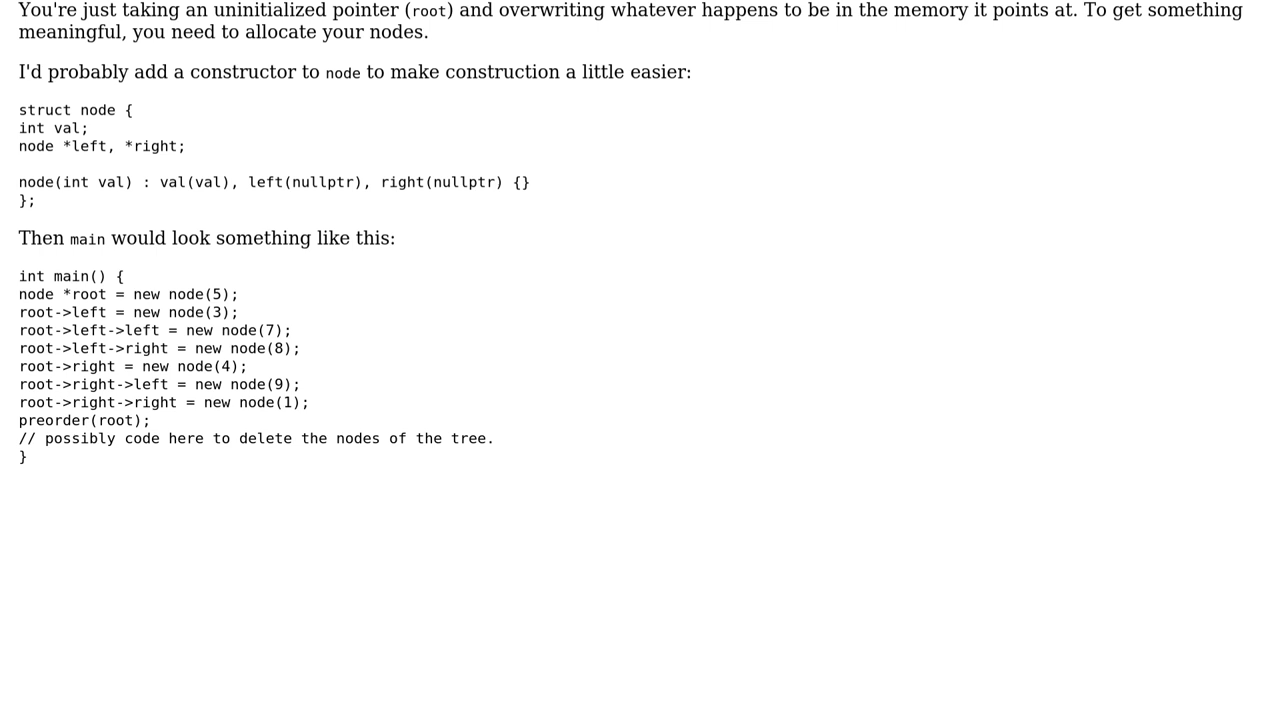 You're just taking an uninitialized pointer (root) and overwriting whatever happens to be in the memory it points at. To get something
meaningful, you need to allocate your nodes.
I'd probably add a constructor to node to make construction a little easier:
struct node {
int val;
node *left, *right;
node(int val) : val(val), left(nullptr), right(nullptr) {}
};
Then main would look something like this:
int main() {
node *root = new node(5);
root->left = new node(3);
root->left->left = new node(7);
root->left->right = new node(8);
root->right = new node(4);
root->right->left = new node(9);
root->right->right = new node(1);
preorder(root);
// possibly code here to delete the nodes of the tree.
}